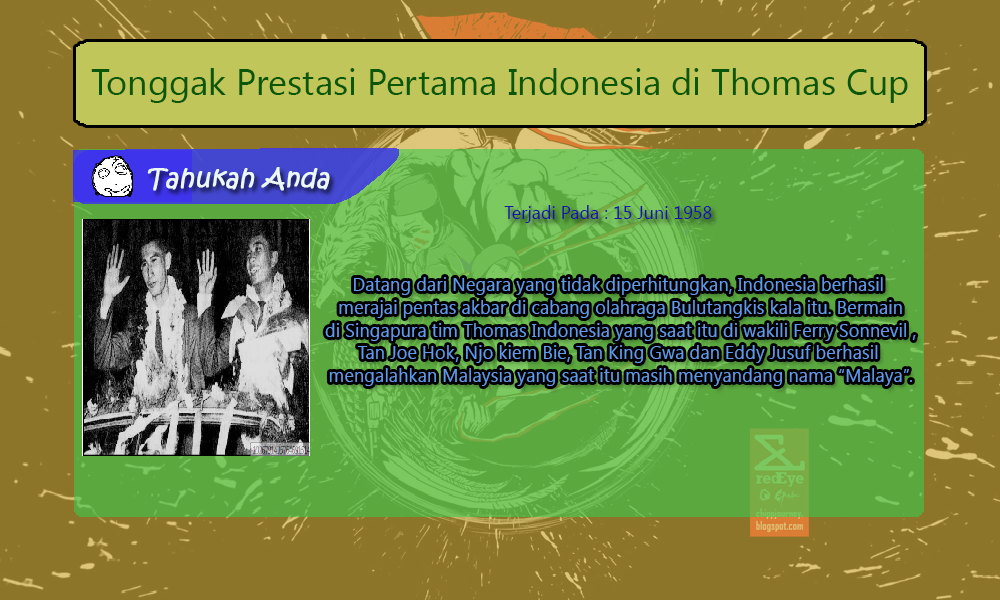 Tonggak Prestasi Pertama Indonesia di Thomas Cup
Tahukah Anda
Terjadi Pada : 15 Juni 1958
Datang dari Negara yang tidak diperhitungkan, Indonesia berhasil
merajai pentas akbar di cabang olahraga Bulutangkis kala itu. Bermain
di Singapura tim Thomas Indonesia yang saat itu di wakili Ferry Sonnevil ,
Tan Joe Hok, Njo kiem Bie, Tan King Gwa dan Eddy Jusuf berhasil
mengalahkan Malaysia yang saat itu masih menyandang nama “Malaya”.
redEye
blogspot.com